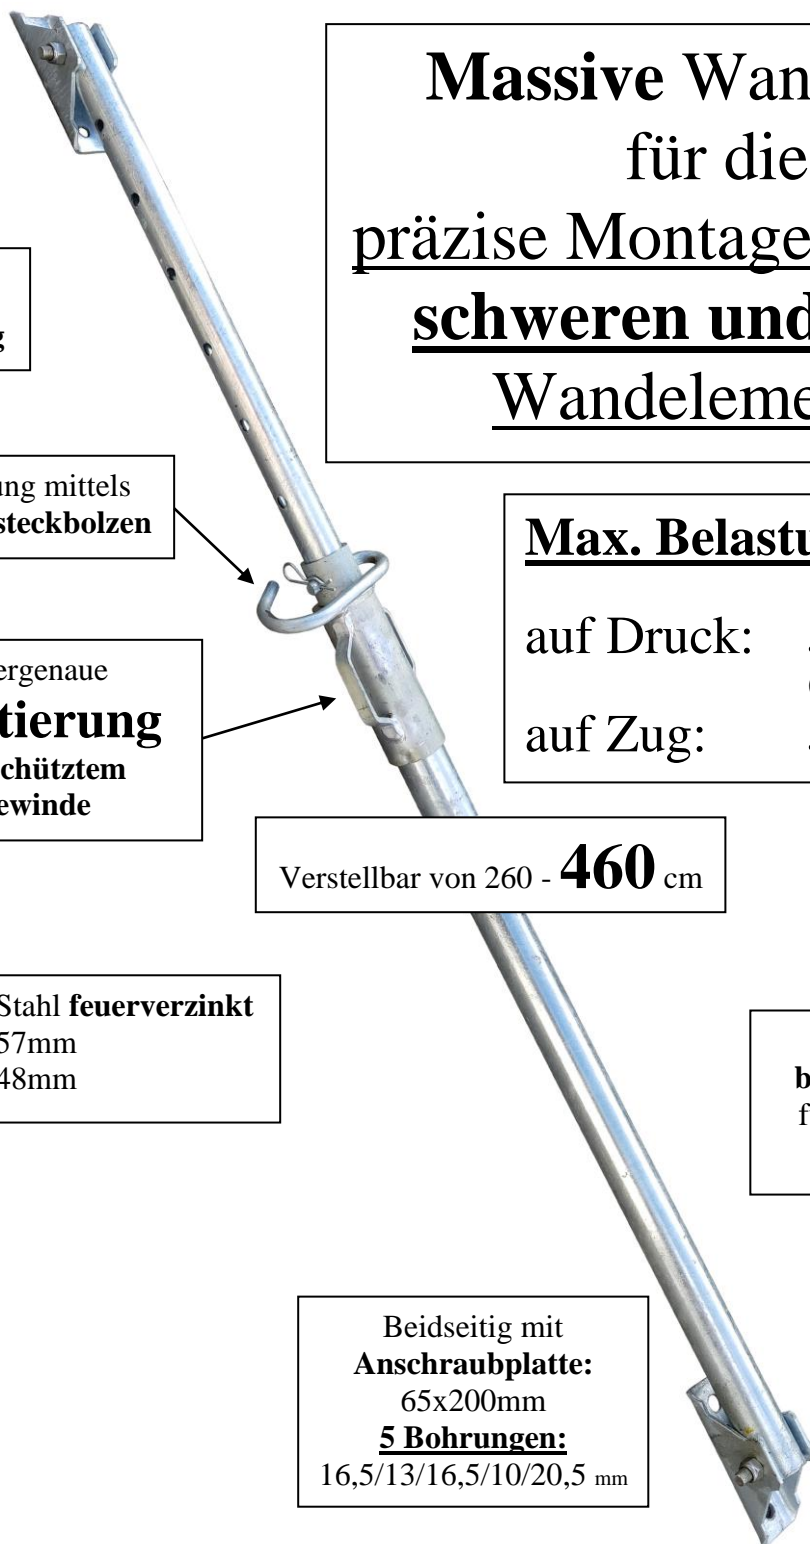 Massive
für die
präzise Montage
schweren und
Wandeleme
g
ung mittels
steckbolzen
Max. Belastu
auf Druck:
auf Zug:
ergenaue
tierung
chütztem
ewinde
Verstellbar von 260 - 460 cm
Stahl feuerverzinkt
57mm
48mm
b
f
Beidseitig mit
Anschraubplatte:
65x200mm
5 Bohrungen:
16,5/13/16,5/10/20,5 mm